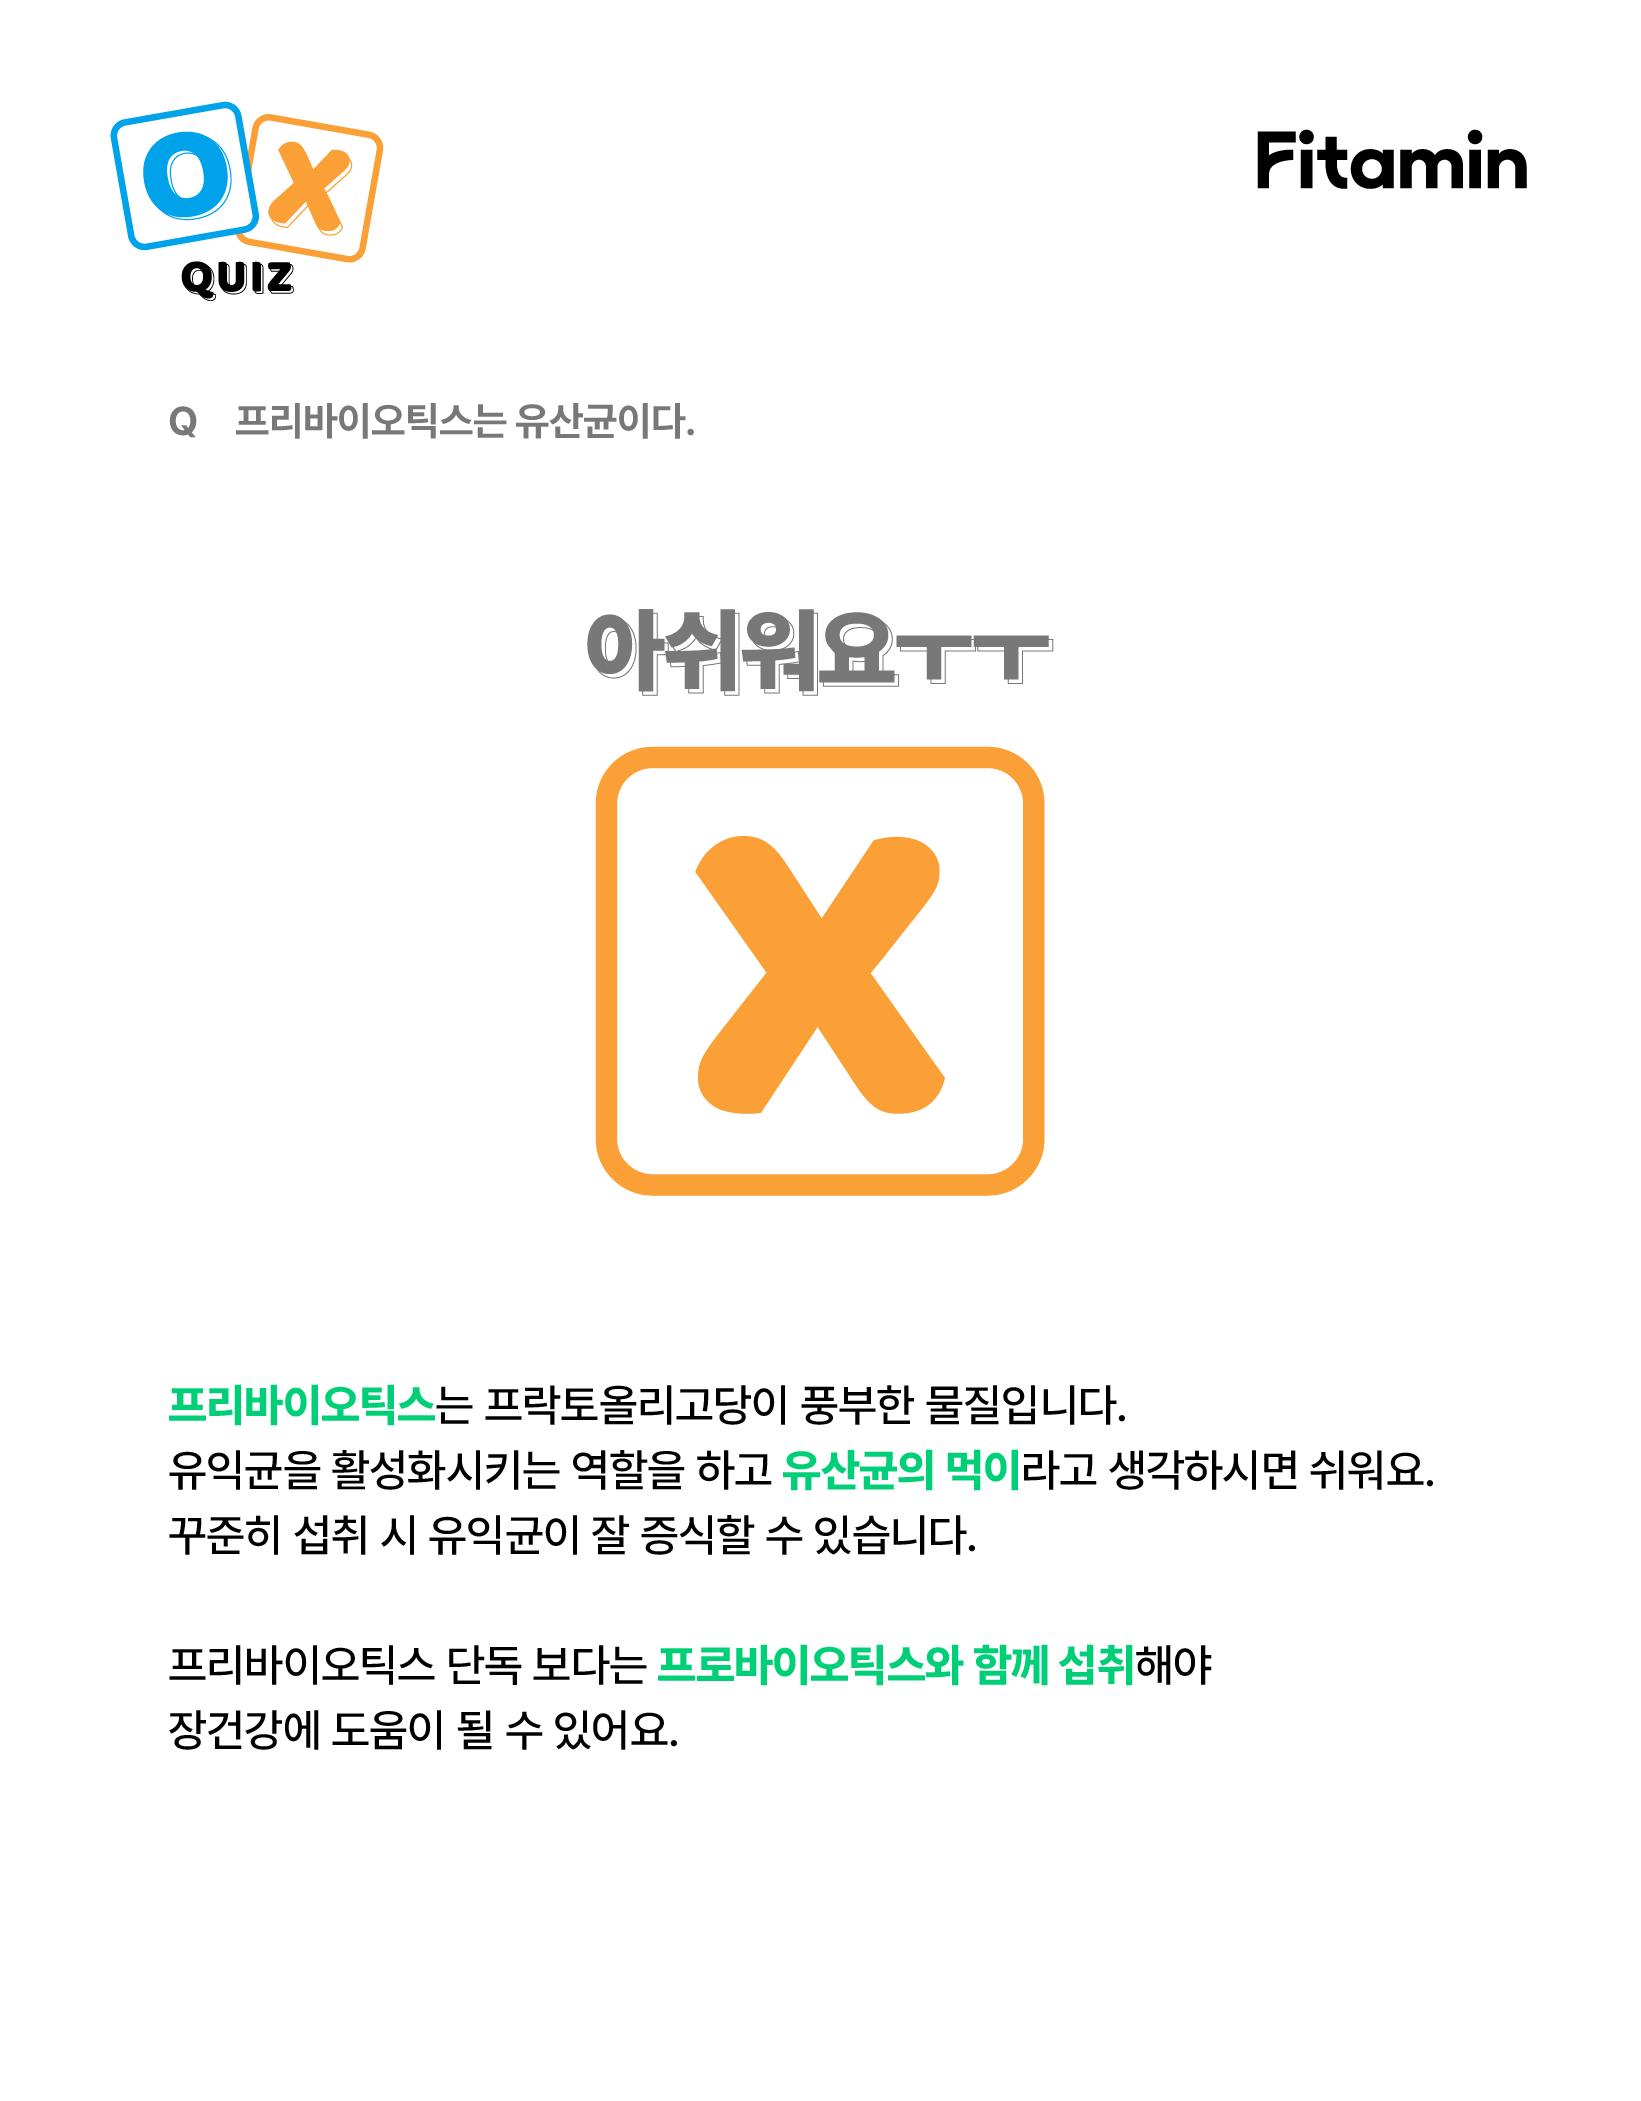 O X
QUIZ
Fitamin
Q 프리바이오틱스는 유산균이다.
아쉬워요ㅜㅜ
X
프리바이오틱스는 프락토올리고당이 풍부한 물질입니다.
유익균을 활성화시키는 역할을 하고 유산균의 먹이라고 생각하시면 쉬워요.
꾸준히 섭취 시 유익균이 잘 증식할 수 있습니다.
프리바이오틱스 단독 보다는 프로바이오틱스와 함께 섭취해야
장건강에 도움이 될 수 있어요.